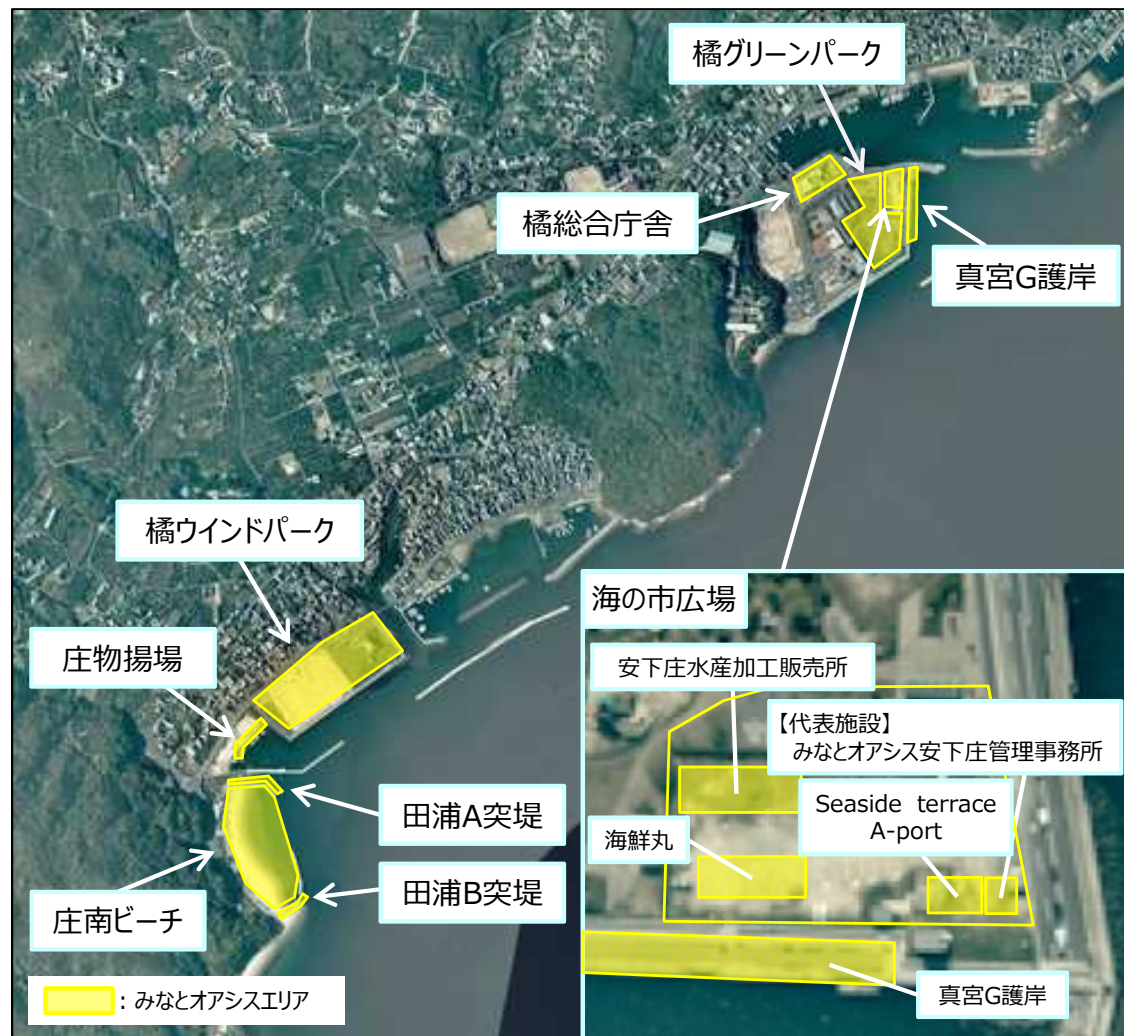 橘グリーンパーク
橘総合庁舎
真宮G護岸
橘ウインドパーク
庄物揚場
田浦A突堤
田浦B突堤
庄南ビーチ
:みなとオアシスエリア
海の市広場
安下庄水産加工販売所
【代表施設】
みなとオアシス安下庄管理事務所
Seaside terrace
A-port
海鮮丸
真宮G護岸